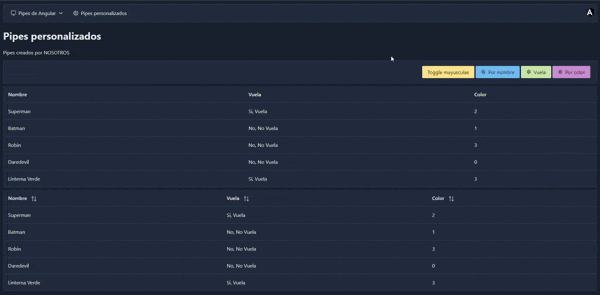 Pipes de Angular Pipes personalizados
Pipes personalizados
Pipes creados por NOSOTROS
Toggle mayusculas Por nombre Vuela Por color
Nombre Vuela Color
Superman Si, Vuela 2
Batman No, No Vuela 1
Robin No, No Vuela 3
Daredevil No, No Vuela 0
Linterna Verde Si, Vuela 3
Nombre Vuela Color
Superman Si, Vuela 2
Batman No, No Vuela 1
Robin No, No Vuela 3
Daredevil No, No Vuela 0
Linterna Verde Si, Vuela 3